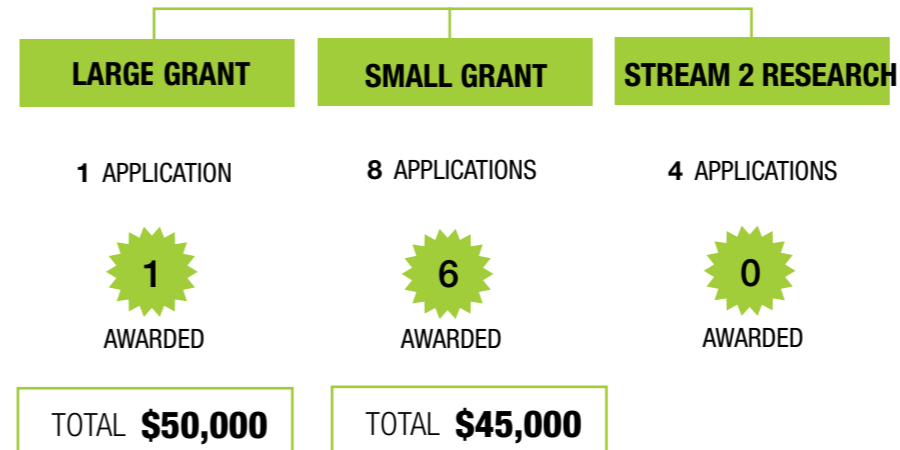 LARGE GRANT
SMALL GRANT
STREAM 2 RESEARCH
1 APPLICATION
8 APPLICATIONS
4 APPLICATIONS
1
6
0
AWARDED
AWARDED
AWARDED
TOTAL $50,000
TOTAL $45,000